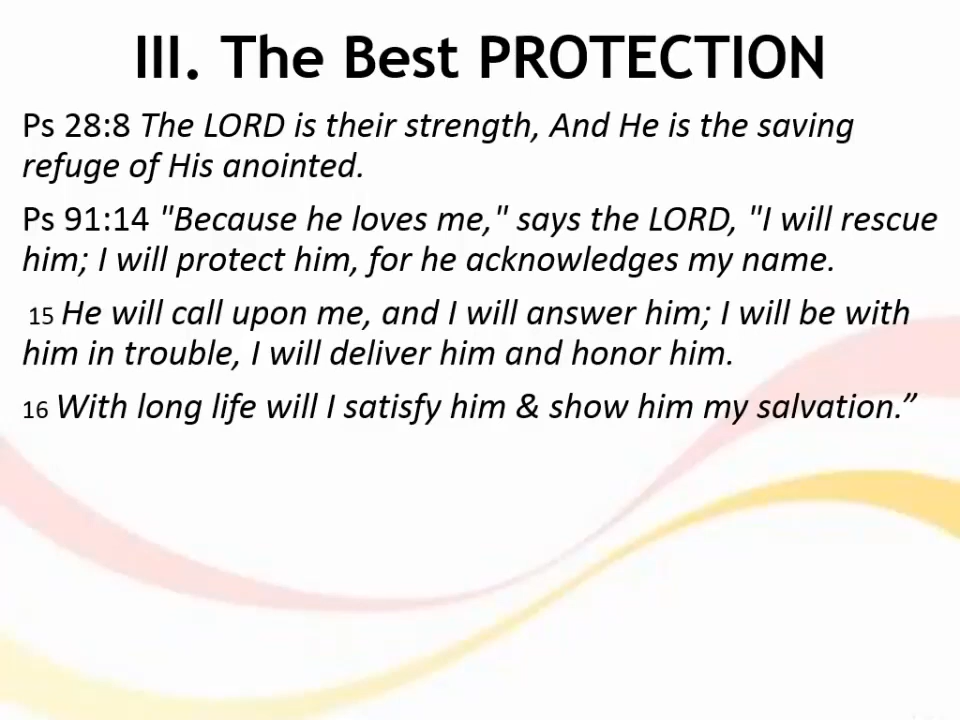 III. The Best PROTECTION
Ps 28:8 The LORD is their strength, And He is the saving
refuge of His anointed.
Ps 91:14 "Because he loves me," says the LORD, "I will rescue
him; I will protect him, for he acknowledges my name.
15 He will call upon me, and I will answer him; I will be with
him in trouble, I will deliver him and honor him.
16 With long life will I satisfy him & show him my salvation.”